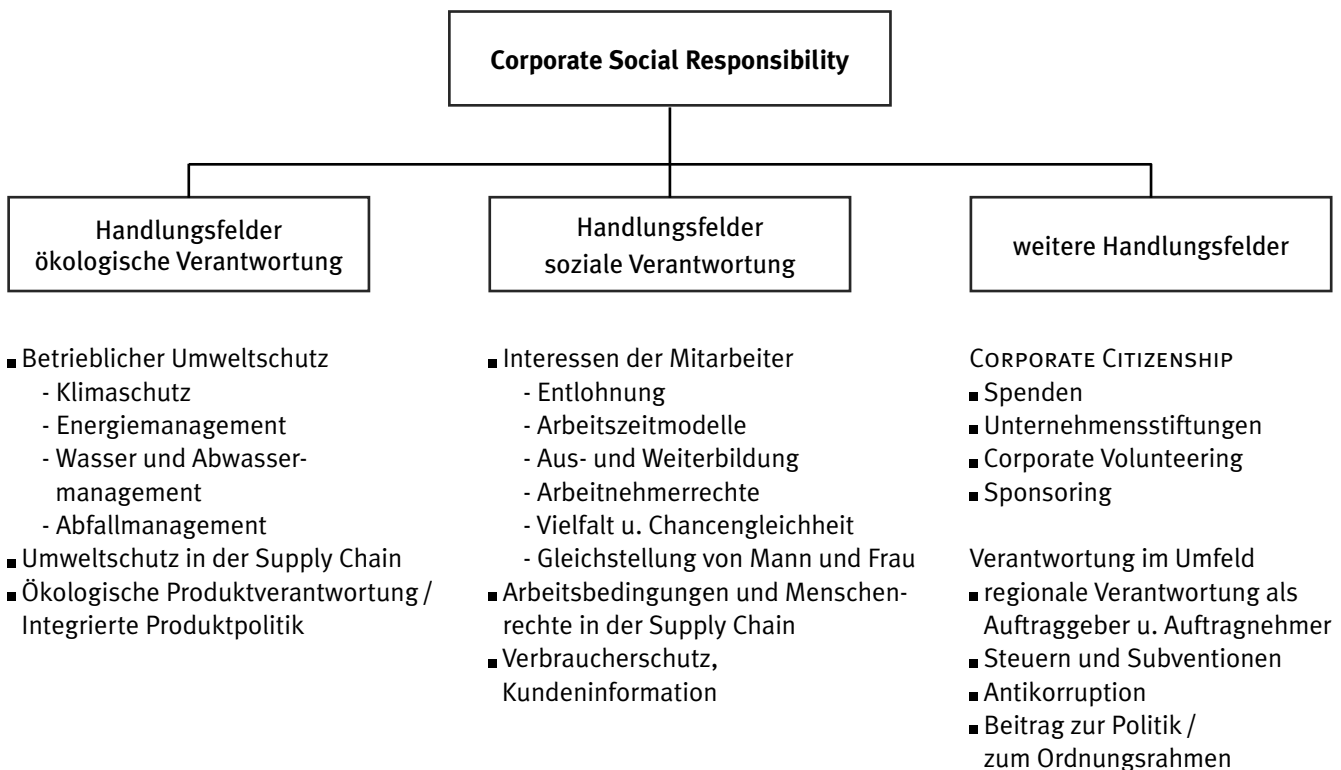 Corporate Social Responsibility
Handlungsfelder
ökologische Verantwortung
■ Betrieblicher Umweltschutz
- Klimaschutz
- Energiemanagement
- Wasser und Abwasser-
management
- Abfallmanagement
■ Umweltschutz in der Supply Chain
■ Ökologische Produktverantwortung /
Integrierte Produktpolitik
Handlungsfelder
soziale Verantwortung
■ Interessen der Mitarbeiter
- Entlohnung
- Arbeitszeitmodelle
- Aus- und Weiterbildung
- Arbeitnehmerrechte
- Vielfalt u. Chancengleichheit
- Gleichstellung von Mann und Frau
■ Arbeitsbedingungen und Menschen-
rechte in der Supply Chain
■ Verbraucherschutz,
Kundeninformation
weitere Handlungsfelder
CORPORATE CITIZENSHIP
■ Spenden
■ Unternehmensstiftungen
■ Corporate Volunteering
■ Sponsoring
Verantwortung im Umfeld
■ regionale Verantwortung als
Auftraggeber u. Auftragnehmer
■ Steuern und Subventionen
■ Antikorruption
■ Beitrag zur Politik /
zum Ordnungsrahmen